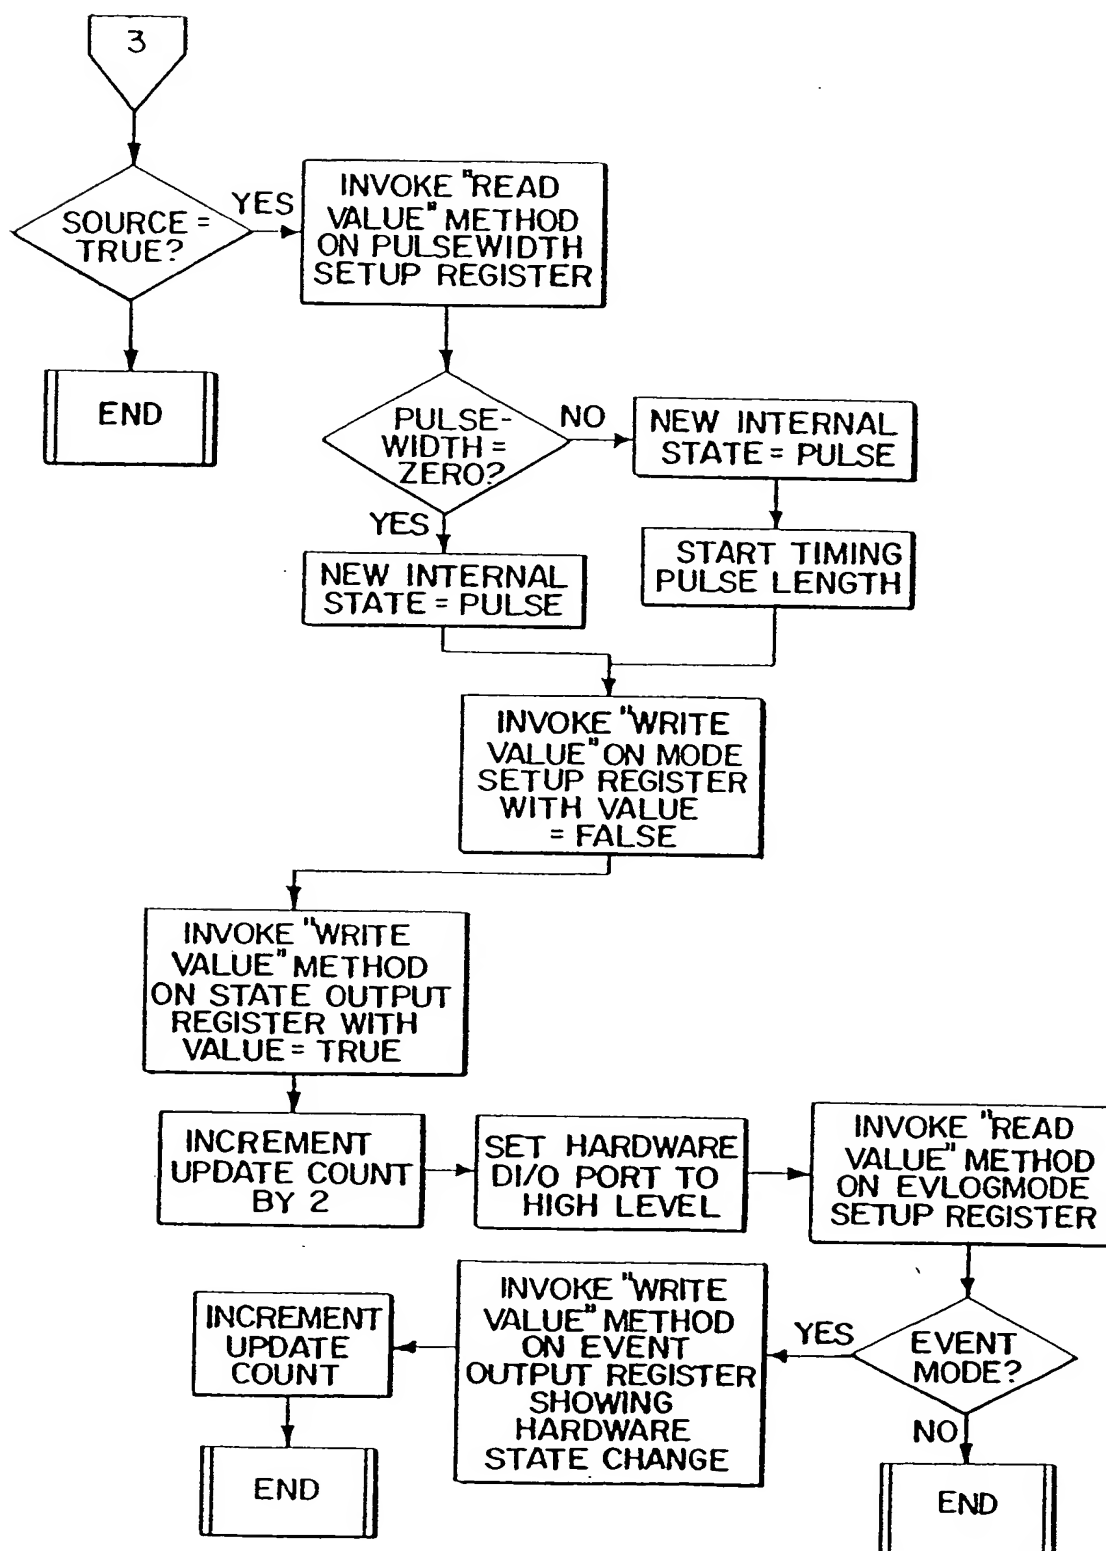 3
SOURCE =
TRUE?
YES
INVOKE "READ
VALUE" METHOD
ON PULSEWIDTH
SETUP REGISTER
END
PULSE-
WIDTH =
ZERO?
NO
NEW INTERNAL
STATE = PULSE
YES
NEW INTERNAL
STATE = PULSE
START TIMING
PULSE LENGTH
INVOKE "WRITE
VALUE" ON MODE
SETUP REGISTER
WITH VALUE
= FALSE
INVOKE "WRITE
VALUE" METHOD
ON STATE OUTPUT
REGISTER WITH
VALUE = TRUE
INCREMENT
UPDATE COUNT
BY 2
SET HARDWARE
DI/O PORT TO
HIGH LEVEL
INVOKE "READ
VALUE" METHOD
ON EVLOGMODE
SETUP REGISTER
EVENT
MODE?
YES
INVOKE "WRITE
VALUE" METHOD
ON EVENT
OUTPUT REGISTER
SHOWING
HARDWARE
STATE CHANGE
INCREMENT
UPDATE
COUNT
END
NO
END